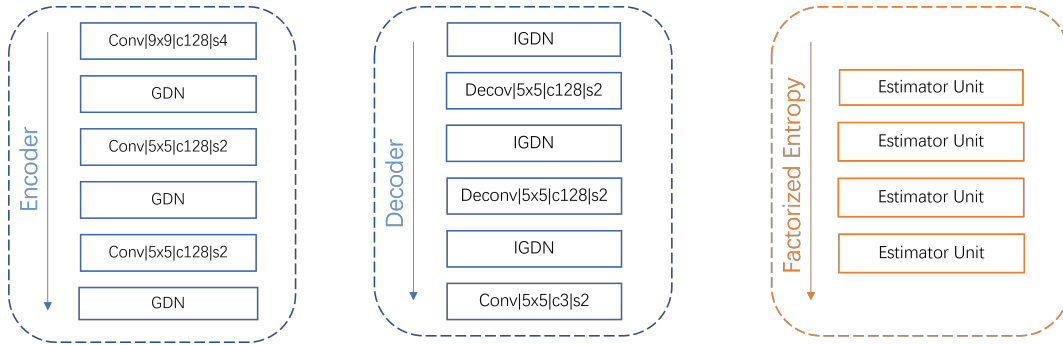 Encoder
Conv|9x9|c128|s4
GDN
Conv|5x5|c128|s2
GDN
Conv|5x5|c128|s2
GDN
Decoder
IGDN
Decov|5x5|c128|s2
IGDN
Deconv|5x5|c128|s2
IGDN
Conv|5x5|c3|s2
Factorized Entropy
Estimator Unit
Estimator Unit
Estimator Unit
Estimator Unit